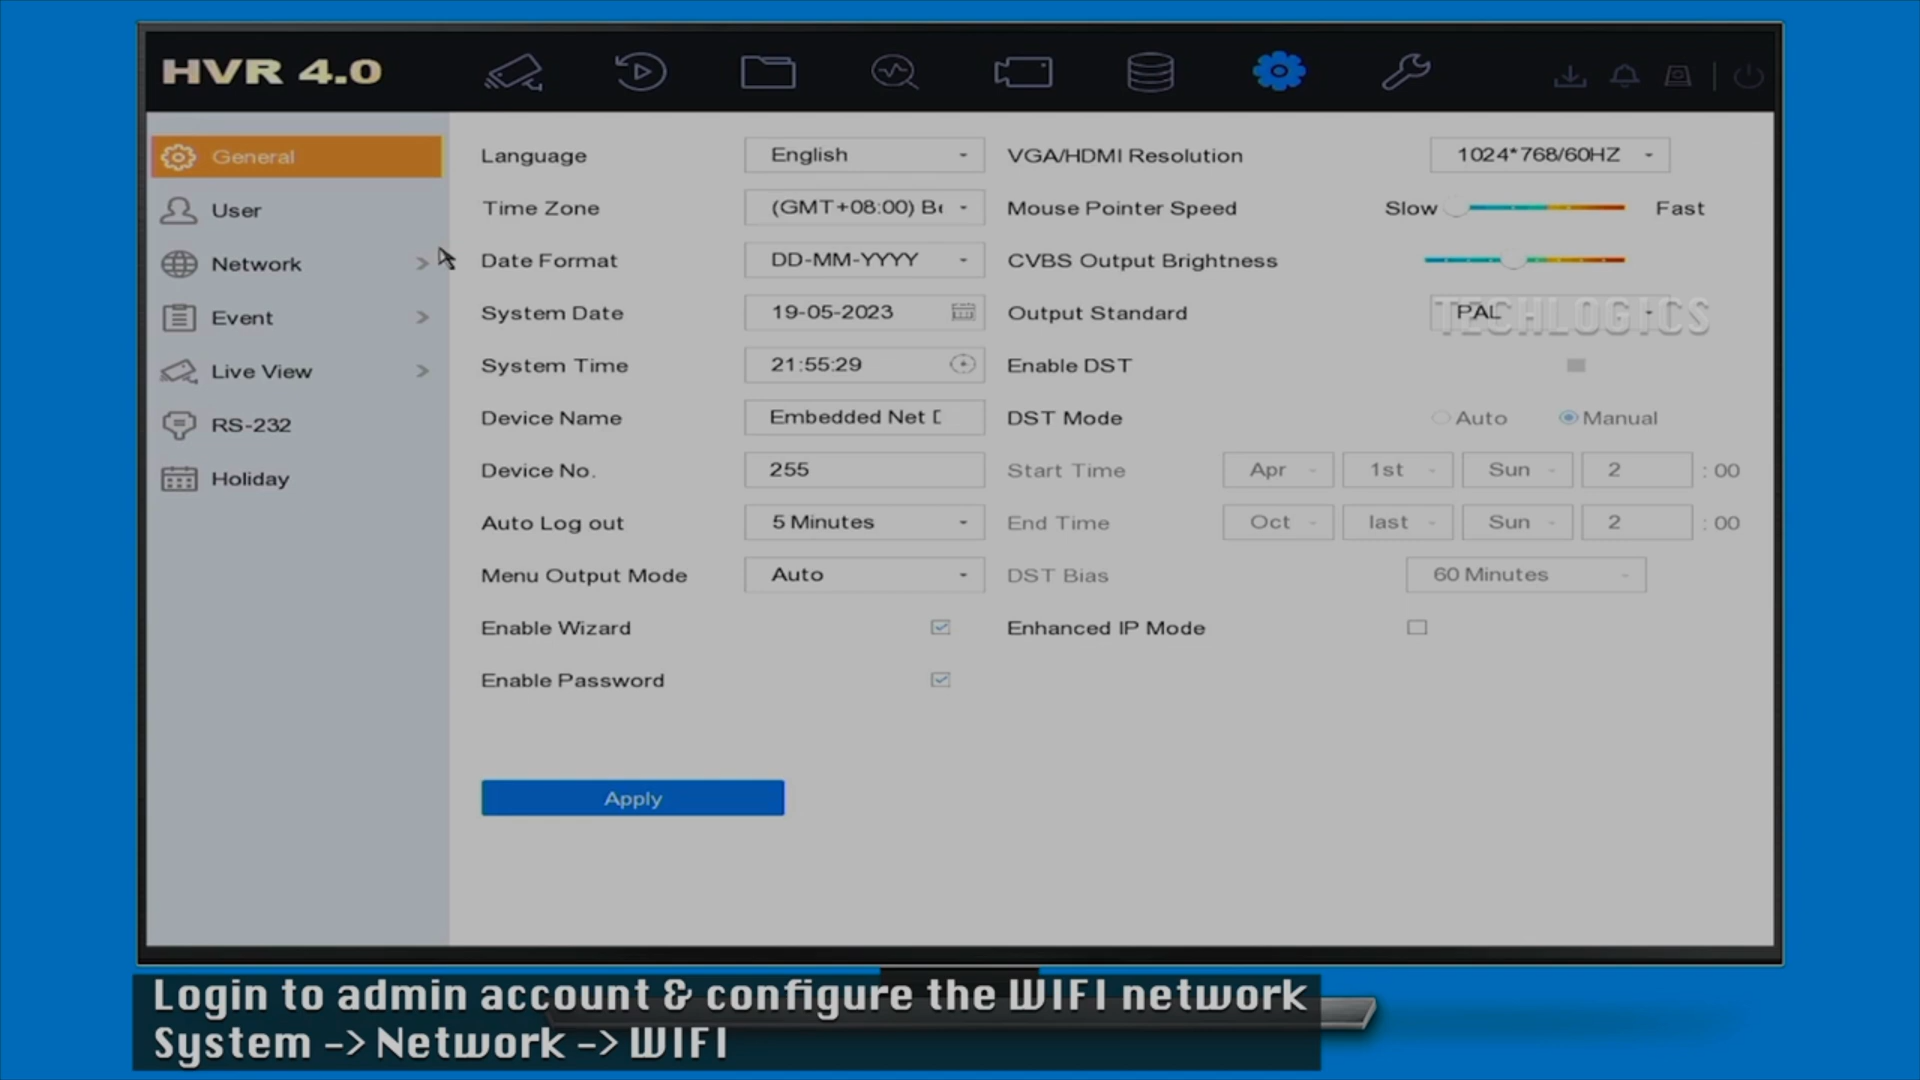 HVR 4.0
General
User
Network
Event
Live View
RS-232
Holiday
Language English
Time Zone (GMT+08:00) Be
Date Format DD-MM-YYYY
System Date 19-05-2023
System Time 21:55:29
Device Name Embedded Net D
Device No. 255
Auto Log out 5 Minutes
Menu Output Mode Auto
Enable Wizard
Enable Password
Apply
VGA/HDMI Resolution 1024*768/60HZ
Mouse Pointer Speed Slow Fast
CVBS Output Brightness
Output Standard PAL
TECHLOGICS
Enable DST
DST Mode Auto Manual
Start Time Apr 1st Sun 2 : 00
End Time Oct last Sun 2 : 00
DST Bias 60 Minutes
Enhanced IP Mode
Login to admin account & configure the WIFI network
System -> Network -> WIFI